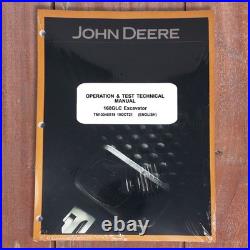 JOHN DEERE
OPERATION & TEST TECHNICAL
MANUAL
160GLC Excavator
(ENGLISH)